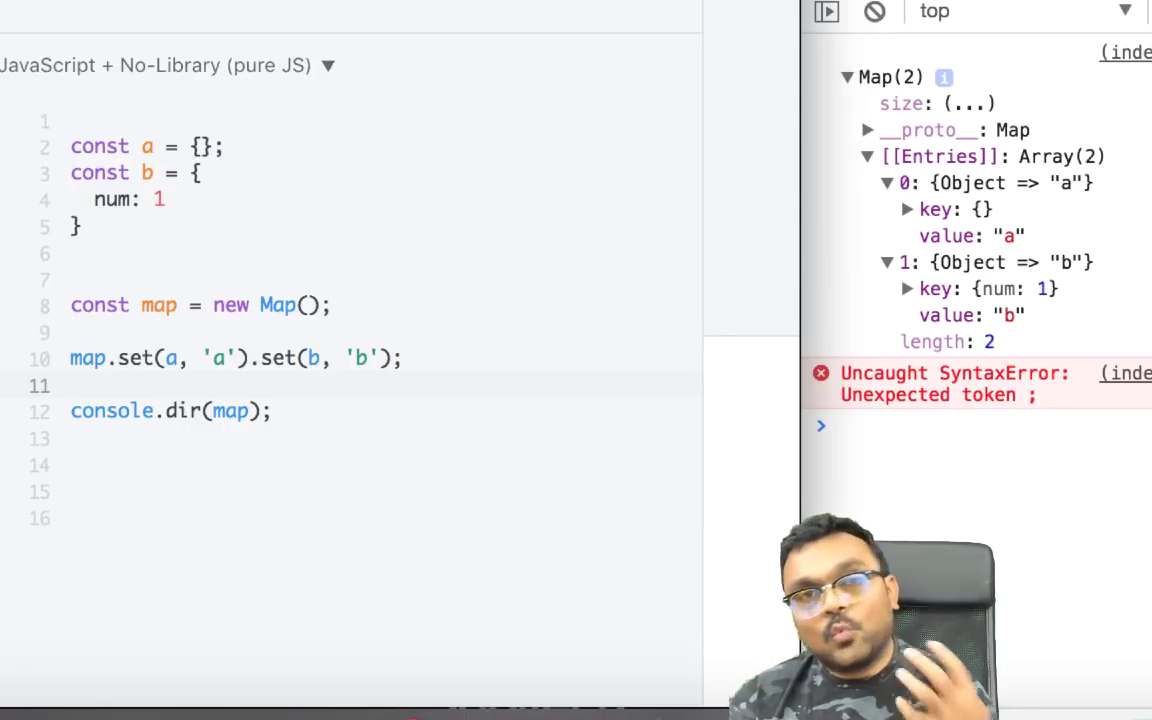 JavaScript + No-Library (pure JS) ▼
1
2 const a = {};
3 const b = {
4 num: 1
5 }
6
7
8 const map = new Map();
9
10 map.set(a, 'a').set(b, 'b');
11
12 console.dir(map);
13
14
15
16
top ▼
(inde
▼Map(2) i
size: (...)
▶__proto__: Map
▼[[Entries]]: Array(2)
▼0: {Object => "a"}
▶key: {}
value: "a"
▼1: {Object => "b"}
▶key: {num: 1}
value: "b"
length: 2
Uncaught SyntaxError: (inde
Unexpected token ;
>